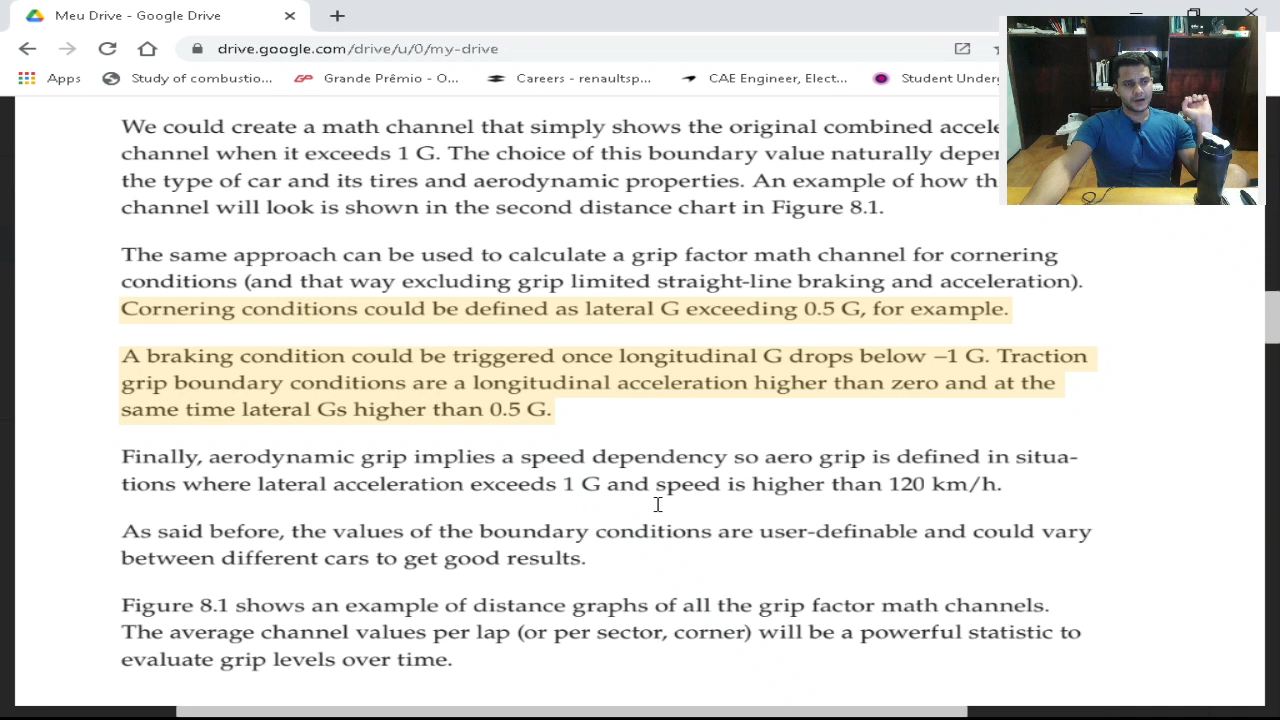 Meu Drive - Google Drive
drive.google.com/drive/u/0/my-drive
Apps Study of combustio... Grande Prêmio - O... Careers - renaultsp... CAE Engineer, Elect... Student Underg
We could create a math channel that simply shows the original combined accele
channel when it exceeds 1 G. The choice of this boundary value naturally depen
the type of car and its tires and aerodynamic properties. An example of how th
channel will look is shown in the second distance chart in Figure 8.1.
The same approach can be used to calculate a grip factor math channel for cornering
conditions (and that way excluding grip limited straight-line braking and acceleration).
Cornering conditions could be defined as lateral G exceeding 0.5 G, for example.
A braking condition could be triggered once longitudinal G drops below −1 G. Traction
grip boundary conditions are a longitudinal acceleration higher than zero and at the
same time lateral Gs higher than 0.5 G.
Finally, aerodynamic grip implies a speed dependency so aero grip is defined in situa-
tions where lateral acceleration exceeds 1 G and speed is higher than 120 km/h.
As said before, the values of the boundary conditions are user-definable and could vary
between different cars to get good results.
Figure 8.1 shows an example of distance graphs of all the grip factor math channels.
The average channel values per lap (or per sector, corner) will be a powerful statistic to
evaluate grip levels over time.